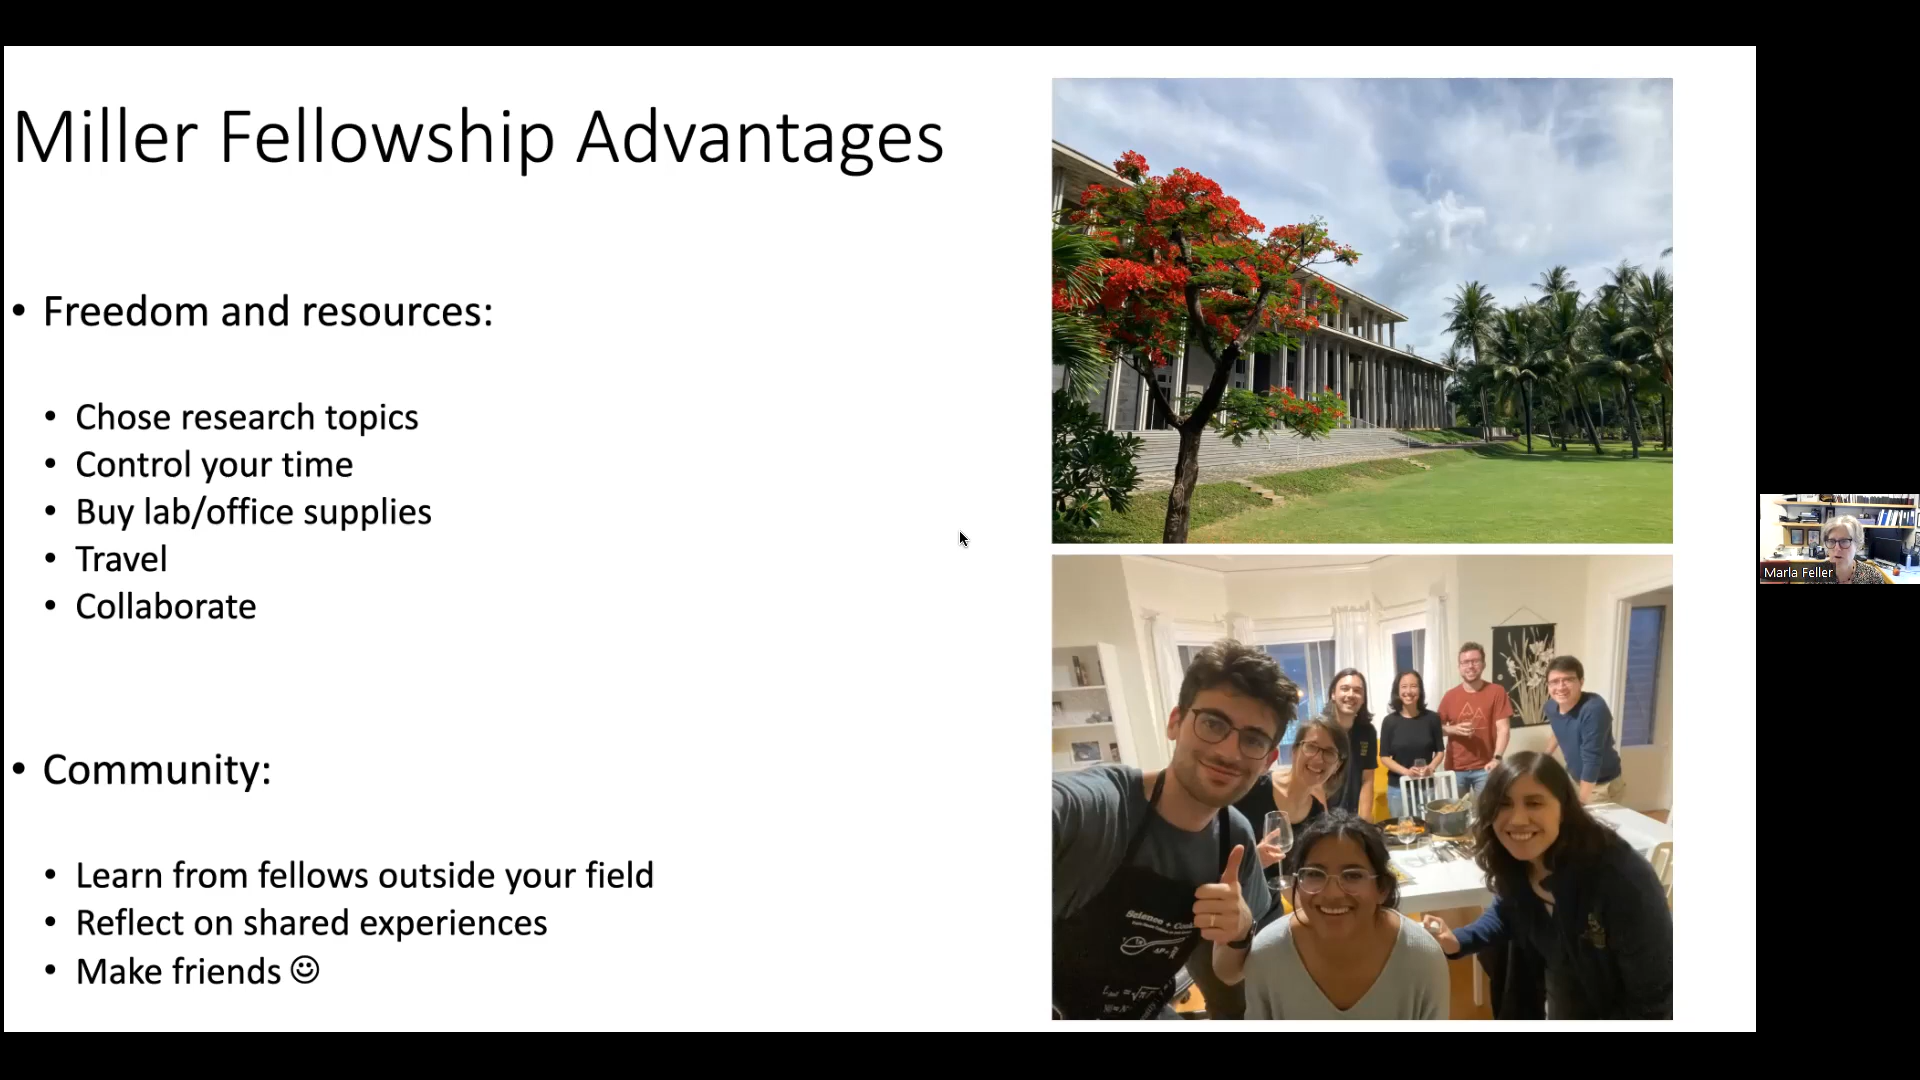 Miller Fellowship Advantages
• Freedom and resources:
• Chose research topics
• Control your time
• Buy lab/office supplies
• Travel
• Collaborate
• Community:
• Learn from fellows outside your field
• Reflect on shared experiences
• Make friends ☺
Marla Feller
Science +